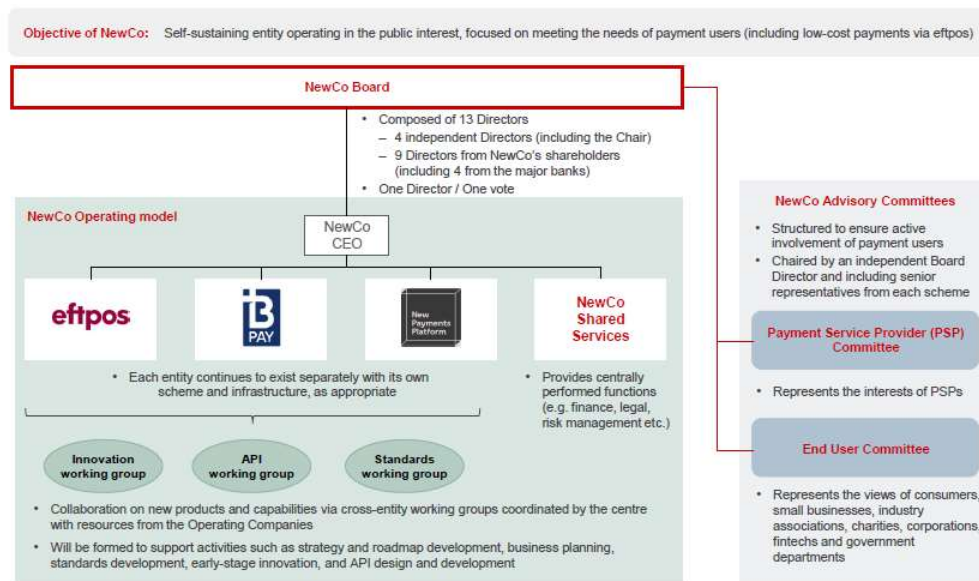 Objective of NewCo: Self-sustaining entity operating in the public interest, focused on meeting the needs of payment users (including low-cost payments via eftpos)
NewCo Board
• Composed of 13 Directors
– 4 independent Directors (including the Chair)
– 9 Directors from NewCo's shareholders
(including 4 from the major banks)
• One Director / One vote
NewCo Operating model
NewCo
CEO
eftpos
B
PAY
New
Payments
Platform
NewCo
Shared
Services
• Each entity continues to exist separately with its own
scheme and infrastructure, as appropriate
• Provides centrally
performed functions
(e.g. finance, legal,
risk management etc.)
Innovation
working group
API
working group
Standards
working group
• Collaboration on new products and capabilities via cross-entity working groups coordinated by the centre
with resources from the Operating Companies
• Will be formed to support activities such as strategy and roadmap development, business planning,
standards development, early-stage innovation, and API design and development
NewCo Advisory Committees
• Structured to ensure active
involvement of payment users
• Chaired by an independent Board
Director and including senior
representatives from each scheme
Payment Service Provider (PSP)
Committee
• Represents the interests of PSPs
End User Committee
• Represents the views of consumers,
small businesses, industry
associations, charities, corporations,
fintechs and government
departments